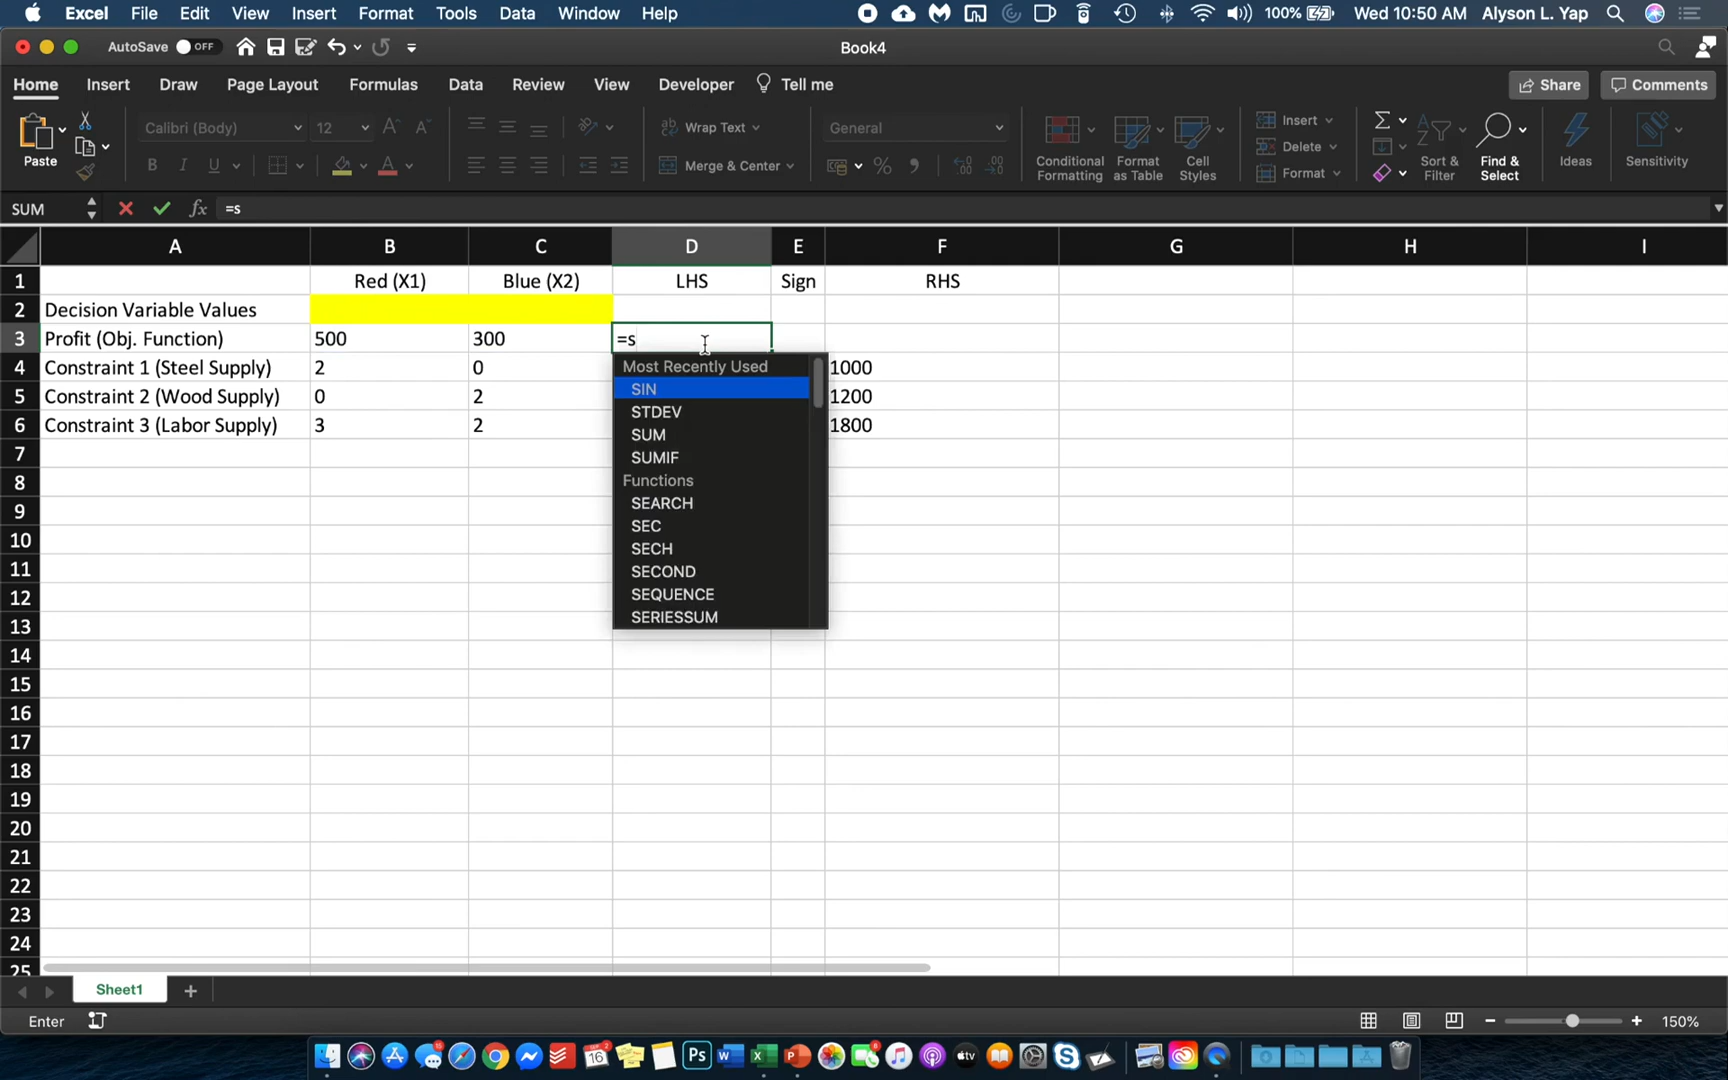 Excel File Edit View Insert Format Tools Data Window Help 100% Wed 10:50 AM Alyson L. Yap
AutoSave OFF Book4
Home Insert Draw Page Layout Formulas Data Review View Developer Tell me Share Comments
Paste Calibri (Body) 12 Wrap Text General Conditional Formatting Format as Table Cell Styles Insert Sort & Filter Find & Select Ideas Sensitivity
B I U Merge & Center % Delete
Format
SUM fx =s
A B C D E F G H I
1 Red (X1) Blue (X2) LHS Sign RHS
2 Decision Variable Values
3 Profit (Obj. Function) 500 300 =s
4 Constraint 1 (Steel Supply) 2 0 1000
5 Constraint 2 (Wood Supply) 0 2 1200
6 Constraint 3 (Labor Supply) 3 2 1800
Most Recently Used
SIN
STDEV
SUM
SUMIF
Functions
SEARCH
SEC
SECH
SECOND
SEQUENCE
SERIESSUM
7
8
9
10
11
12
13
14
15
16
17
18
19
20
21
22
23
24
25
Sheet1 +
Enter 150%
SEP 16 Ps W X P tv S